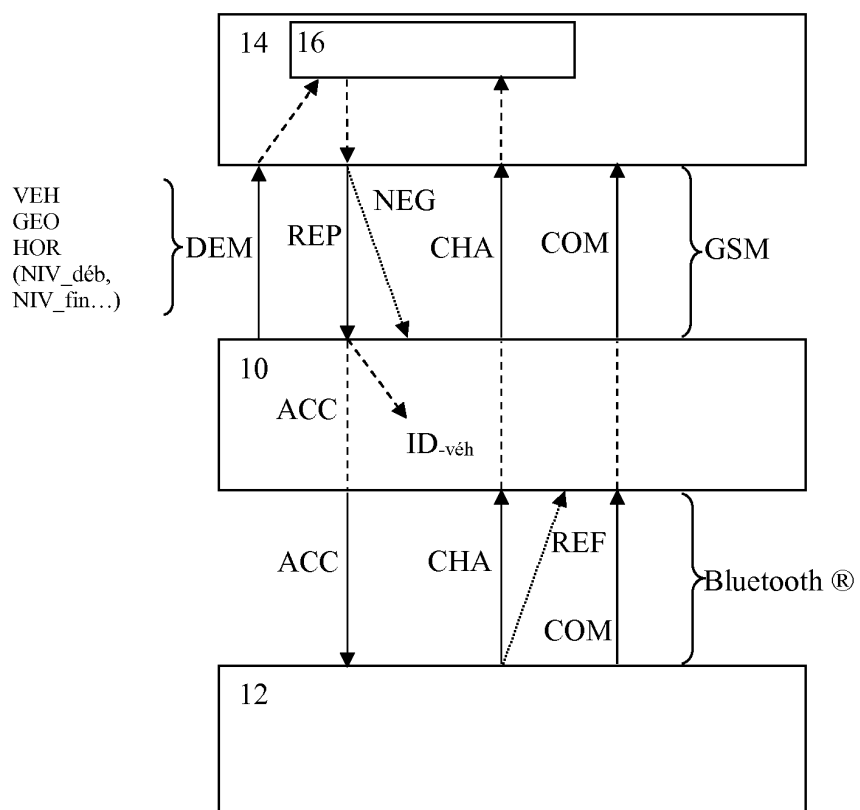 14
16
VEH
GEO
HOR
(NIV_déb,
NIV_fin…)
DEM
REP
NEG
CHA
COM
GSM
10
ACC
ID-véh
ACC
CHA
REF
COM
Bluetooth ®
12